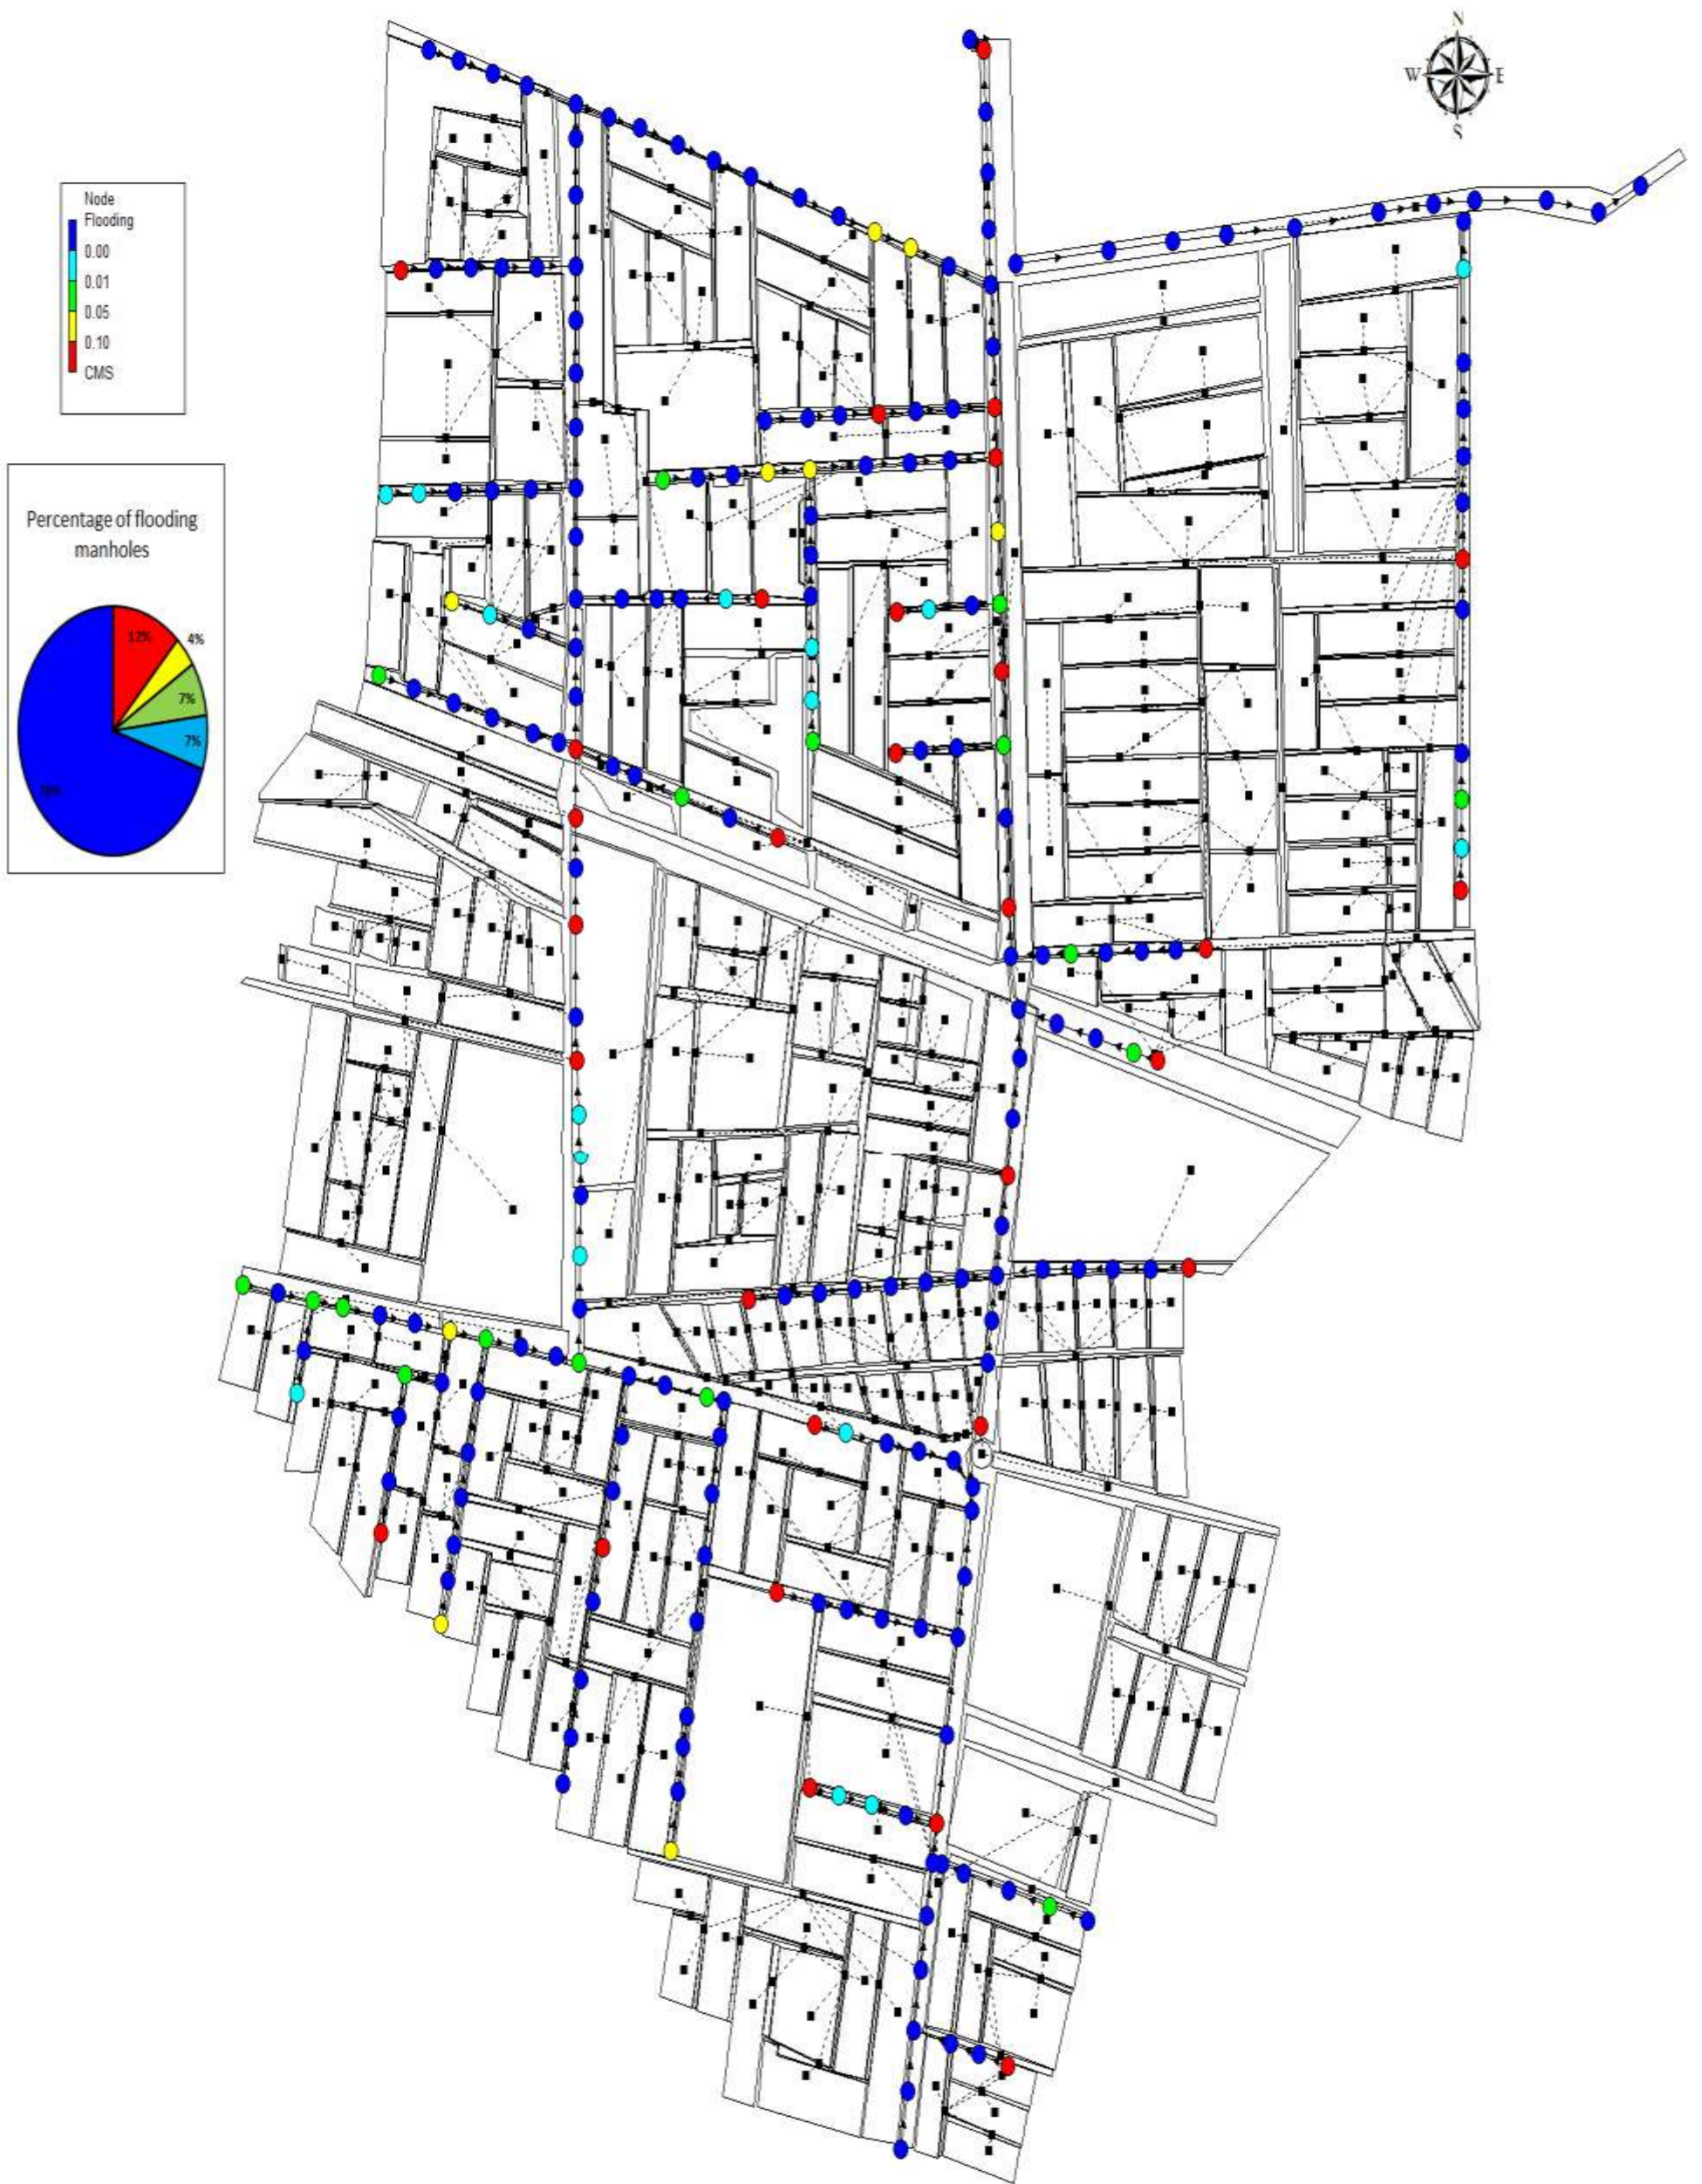 N
W
E
S
Node
Flooding
0.00
0.01
0.05
0.10
CMS
Percentage of flooding
manholes
12%
4%
7%
7%